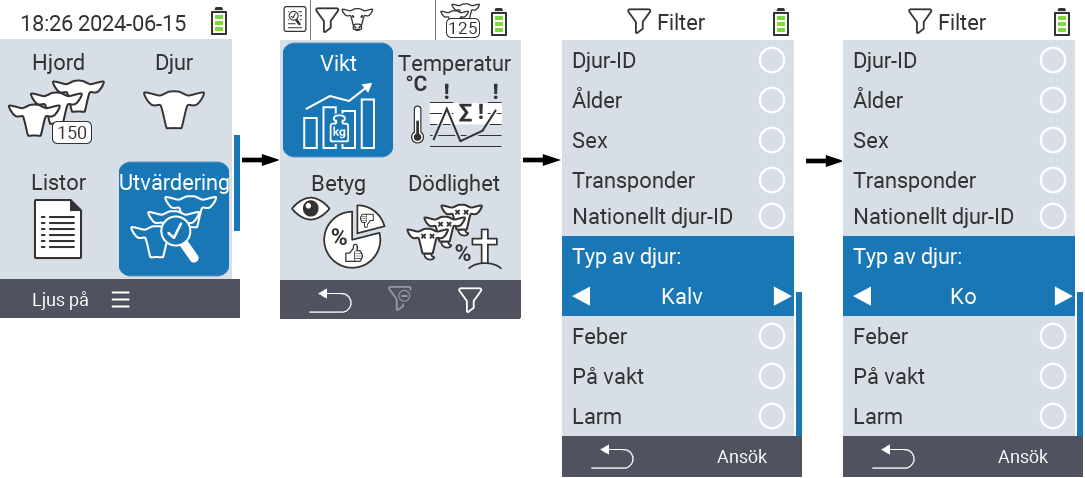 18:26 2024-06-15
Hjord
Djur
150
Listor
Utvärdering
Ljus på
125
Vikt
kg
Temperatur
°C
! !
Σ !
Betyg
%
Dödlighet
%
Filter
Djur-ID
Ålder
Sex
Transponder
Nationellt djur-ID
Typ av djur:
Kalv
Feber
På vakt
Larm
Ansök
Filter
Djur-ID
Ålder
Sex
Transponder
Nationellt djur-ID
Typ av djur:
Ko
Feber
På vakt
Larm
Ansök